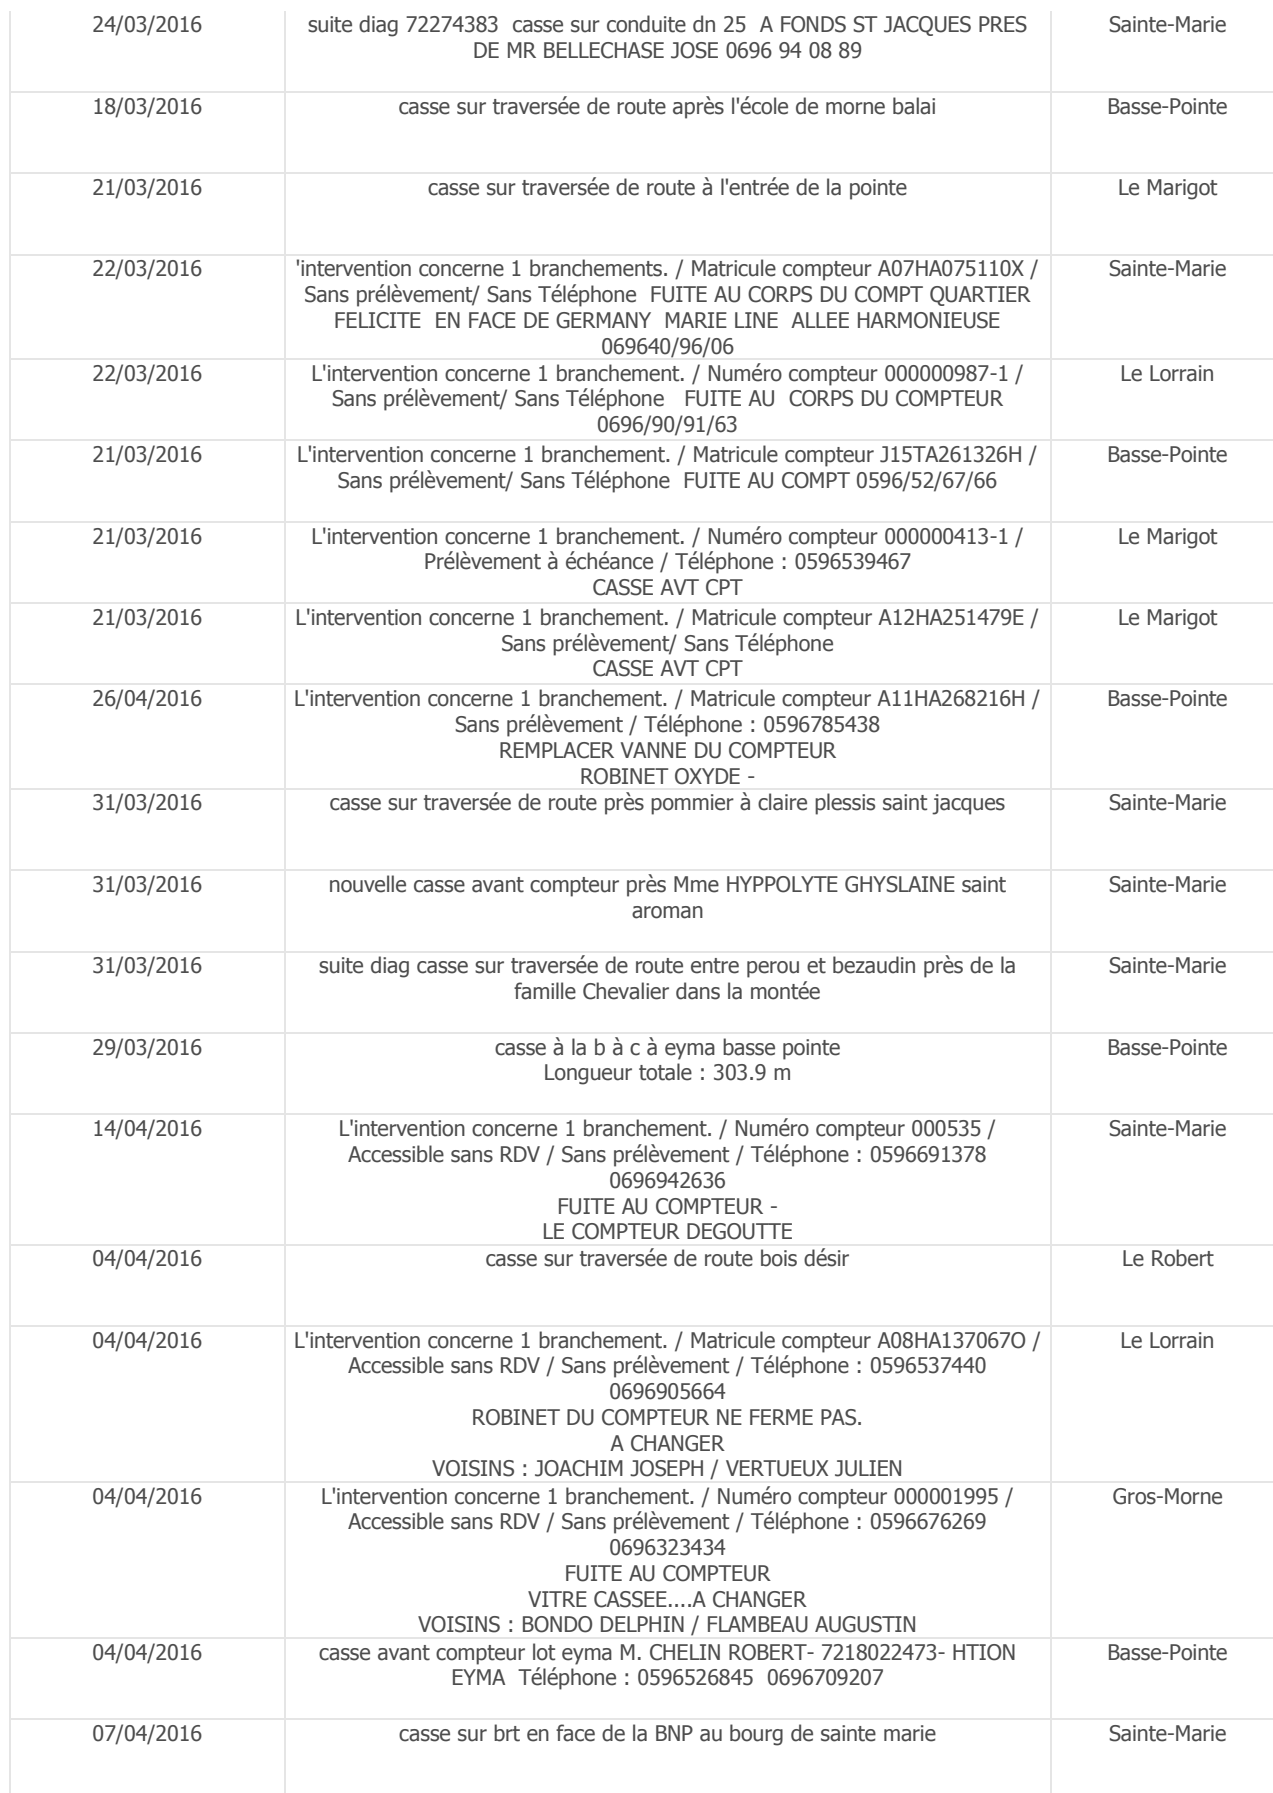 24/03/2016 suite diag 72274383 casse sur conduite dn 25 A FONDS ST JACQUES PRES Sainte-Marie
DE MR BELLECHASE JOSE 0696 94 08 89
18/03/2016 casse sur traversée de route après l'école de morne balai Basse-Pointe
21/03/2016 casse sur traversée de route à l'entrée de la pointe Le Marigot
22/03/2016 'intervention concerne 1 branchements. / Matricule compteur A07HA075110X / Sainte-Marie
Sans prélèvement/ Sans Téléphone FUITE AU CORPS DU COMPT QUARTIER
FELICITE EN FACE DE GERMANY MARIE LINE ALLEE HARMONIEUSE
069640/96/06
22/03/2016 L'intervention concerne 1 branchement. / Numéro compteur 000000987-1 / Le Lorrain
Sans prélèvement/ Sans Téléphone FUITE AU CORPS DU COMPTEUR
0696/90/91/63
21/03/2016 L'intervention concerne 1 branchement. / Matricule compteur J15TA261326H / Basse-Pointe
Sans prélèvement/ Sans Téléphone FUITE AU COMPT 0596/52/67/66
21/03/2016 L'intervention concerne 1 branchement. / Numéro compteur 000000413-1 / Le Marigot
Prélèvement à échéance / Téléphone : 0596539467
CASSE AVT CPT
21/03/2016 L'intervention concerne 1 branchement. / Matricule compteur A12HA251479E / Le Marigot
Sans prélèvement/ Sans Téléphone
CASSE AVT CPT
26/04/2016 L'intervention concerne 1 branchement. / Matricule compteur A11HA268216H / Basse-Pointe
Sans prélèvement / Téléphone : 0596785438
REMPLACER VANNE DU COMPTEUR
ROBINET OXYDE -
31/03/2016 casse sur traversée de route près pommier à claire plessis saint jacques Sainte-Marie
31/03/2016 nouvelle casse avant compteur près Mme HYPPOLYTE GHYSLAINE saint Sainte-Marie
aroman
31/03/2016 suite diag casse sur traversée de route entre perou et bezaudin près de la Sainte-Marie
famille Chevalier dans la montée
29/03/2016 casse à la b à c à eyma basse pointe Basse-Pointe
Longueur totale : 303.9 m
14/04/2016 L'intervention concerne 1 branchement. / Numéro compteur 000535 / Sainte-Marie
Accessible sans RDV / Sans prélèvement / Téléphone : 0596691378
0696942636
FUITE AU COMPTEUR -
LE COMPTEUR DEGOUTTE
04/04/2016 casse sur traversée de route bois désir Le Robert
04/04/2016 L'intervention concerne 1 branchement. / Matricule compteur A08HA137067O / Le Lorrain
Accessible sans RDV / Sans prélèvement / Téléphone : 0596537440
0696905664
ROBINET DU COMPTEUR NE FERME PAS.
A CHANGER
VOISINS : JOACHIM JOSEPH / VERTUEUX JULIEN
04/04/2016 L'intervention concerne 1 branchement. / Numéro compteur 000001995 / Gros-Morne
Accessible sans RDV / Sans prélèvement / Téléphone : 0596676269
0696323434
FUITE AU COMPTEUR
VITRE CASSEE....A CHANGER
VOISINS : BONDO DELPHIN / FLAMBEAU AUGUSTIN
04/04/2016 casse avant compteur lot eyma M. CHELIN ROBERT- 7218022473- HTION Basse-Pointe
EYMA Téléphone : 0596526845 0696709207
07/04/2016 casse sur brt en face de la BNP au bourg de sainte marie Sainte-Marie